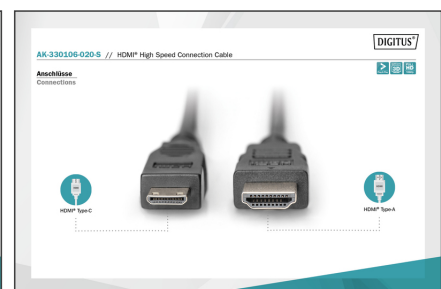 DIGITUS®
AK-330106-020-S // HDMI® High Speed Connection Cable
Anschlüsse
Connections
HDMI® Type-C
HDMI® Type-A